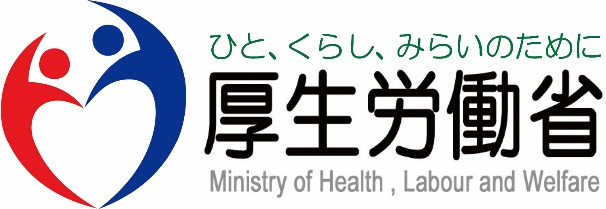 ひと、くらし、みらいのために
厚生労働省
Ministry of Health , Labour and Welfare